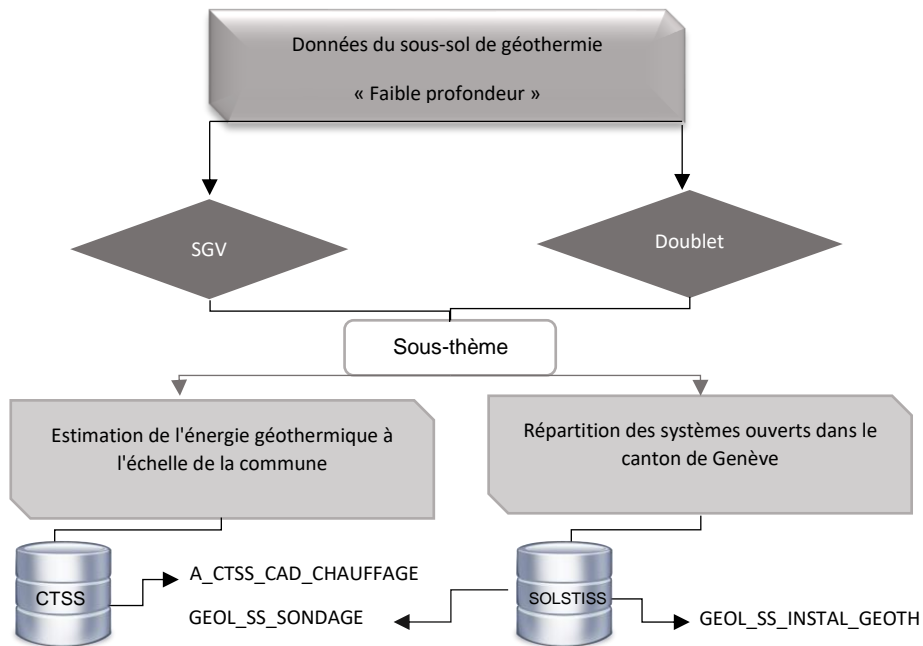 Données du sous-sol de géothermie
« Faible profondeur »
SGV
Doublet
Sous-thème
Estimation de l'énergie géothermique à
l'échelle de la commune
Répartition des systèmes ouverts dans le
canton de Genève
CTSS
A_CTSS_CAD_CHAUFFAGE
GEOL_SS_SONDAGE
SOLSTISS
GEOL_SS_INSTAL_GEOTH